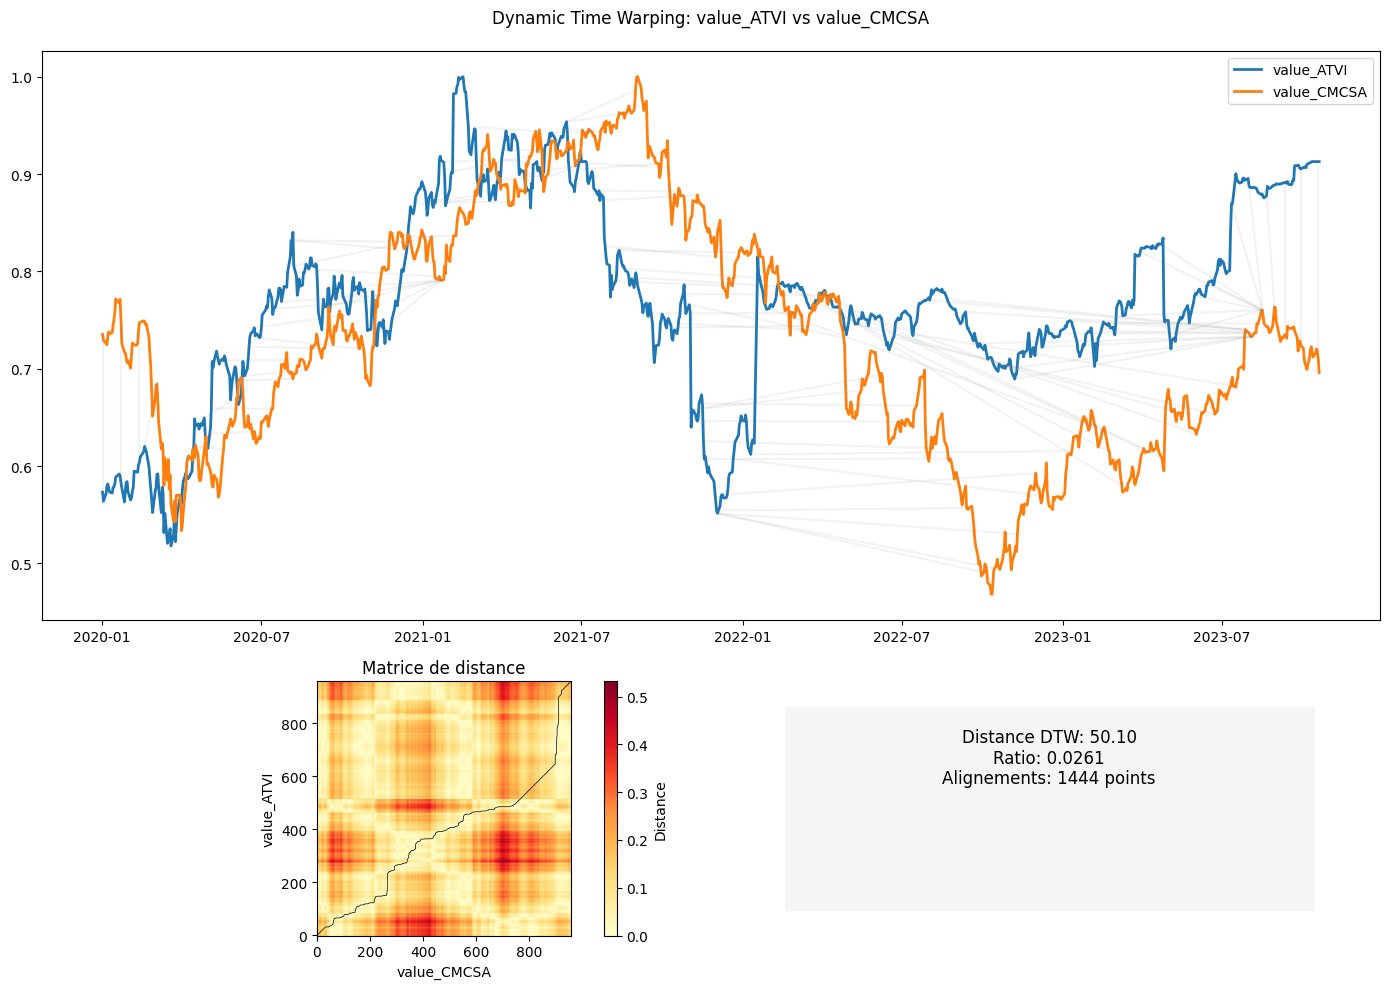 Dynamic Time Warping: value_ATVI vs value_CMCSA
value_ATVI
value_CMCSA
1.0
0.9
0.8
0.7
0.6
0.5
2020-01 2020-07 2021-01 2021-07 2022-01 2022-07 2023-01 2023-07
Matrice de distance
value_ATVI
800
600
400
200
0
0 200 400 600 800
value_CMCSA
0.5
0.4
0.3
0.2
0.1
0.0
Distance
Distance DTW: 50.10
Ratio: 0.0261
Alignements: 1444 points